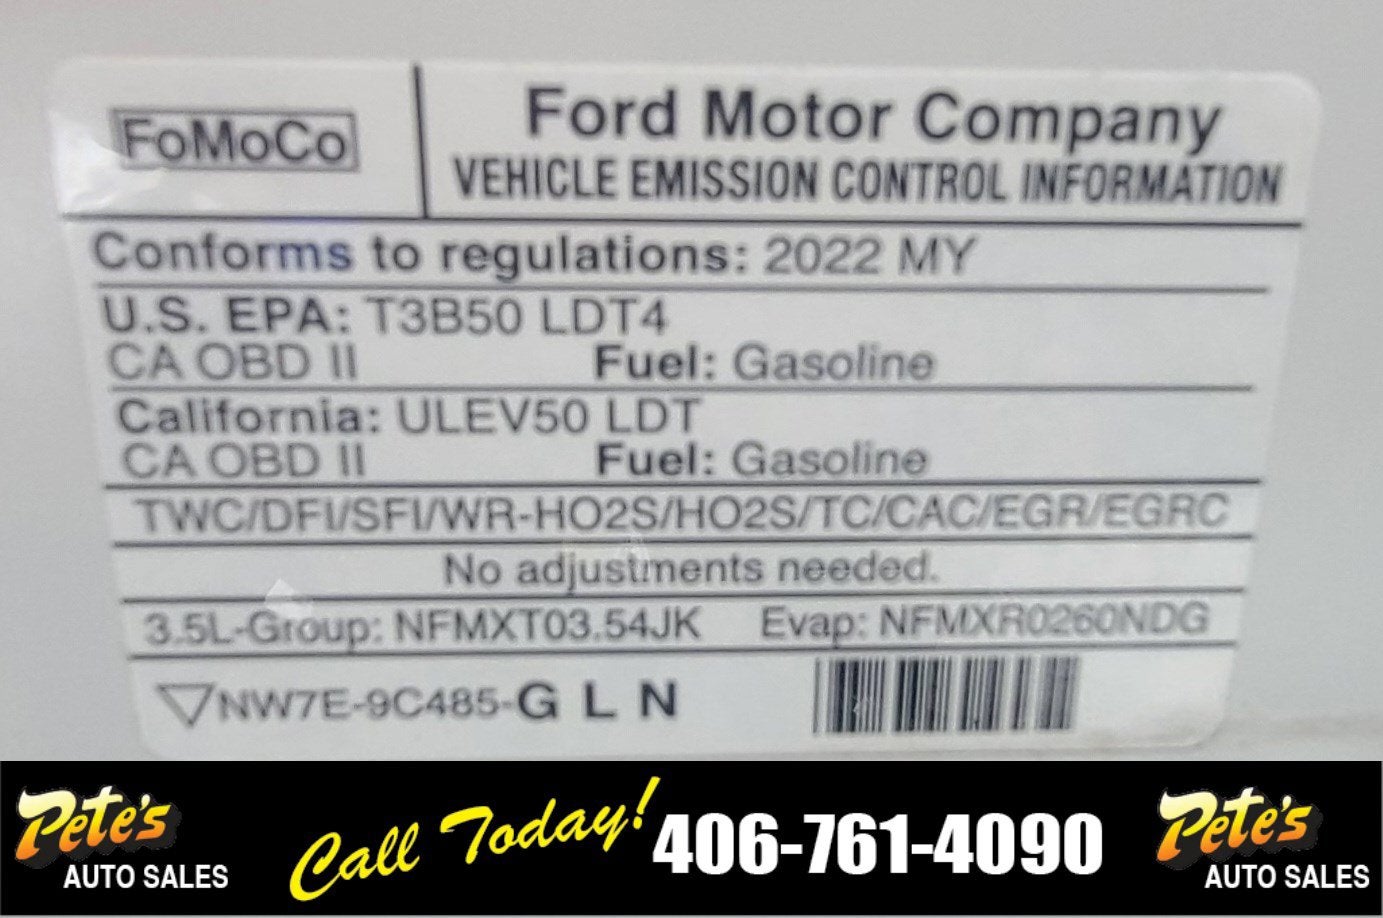 FoMoCo
Ford Motor Company
VEHICLE EMISSION CONTROL INFORMATION
Conforms to regulations: 2022 MY
U.S. EPA: T3B50 LDT4
CA OBD II Fuel: Gasoline
California: ULEV50 LDT
CA OBD II Fuel: Gasoline
TWC/DFI/SFI/WR-HO2S/HO2S/TC/CAC/EGR/EGRC
No adjustments needed.
3.5L-Group: NFMXT03.54JK Evap: NFMXR0260NDG
▽NW7E-9C485-G L N
Pete's
AUTO SALES
Call Today!
406-761-4090
Pete's
AUTO SALES